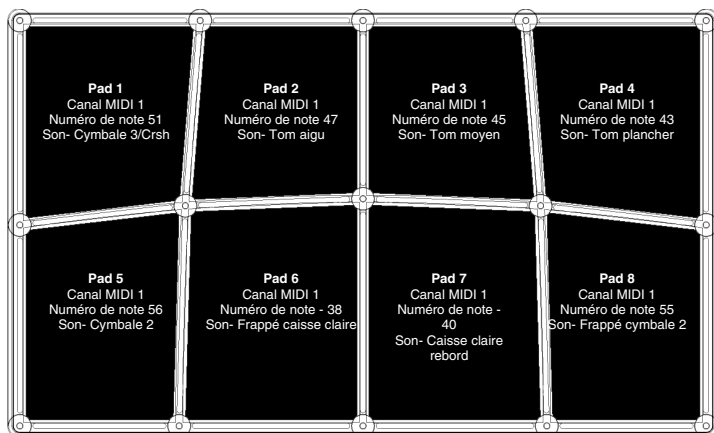 Pad 1
Canal MIDI 1
Numéro de note 51
Son- Cymbale 3/Crsh
Pad 2
Canal MIDI 1
Numéro de note 47
Son- Tom aigu
Pad 3
Canal MIDI 1
Numéro de note 45
Son- Tom moyen
Pad 4
Canal MIDI 1
Numéro de note 43
Son- Tom plancher
Pad 5
Canal MIDI 1
Numéro de note 56
Son- Cymbale 2
Pad 6
Canal MIDI 1
Numéro de note - 38
Son- Frappé caisse claire
Pad 7
Canal MIDI 1
Numéro de note -
40
Son- Caisse claire
rebord
Pad 8
Canal MIDI 1
Numéro de note 55
Son- Frappé cymbale 2